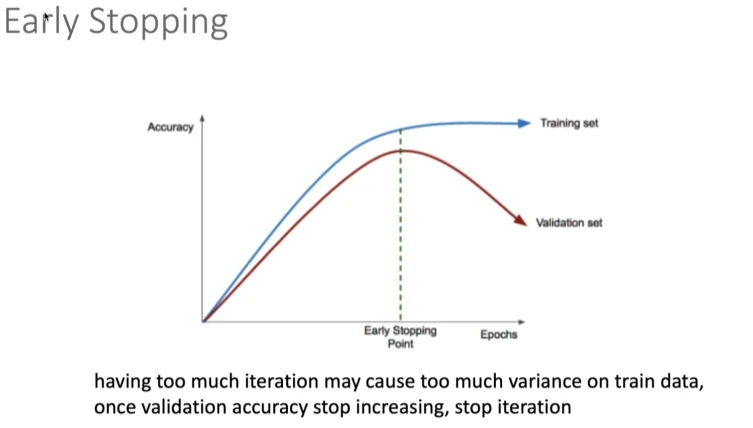 Early Stopping
Accuracy
Training set
Validation set
Early Stopping
Point
Epochs
having too much iteration may cause too much variance on train data,
once validation accuracy stop increasing, stop iteration